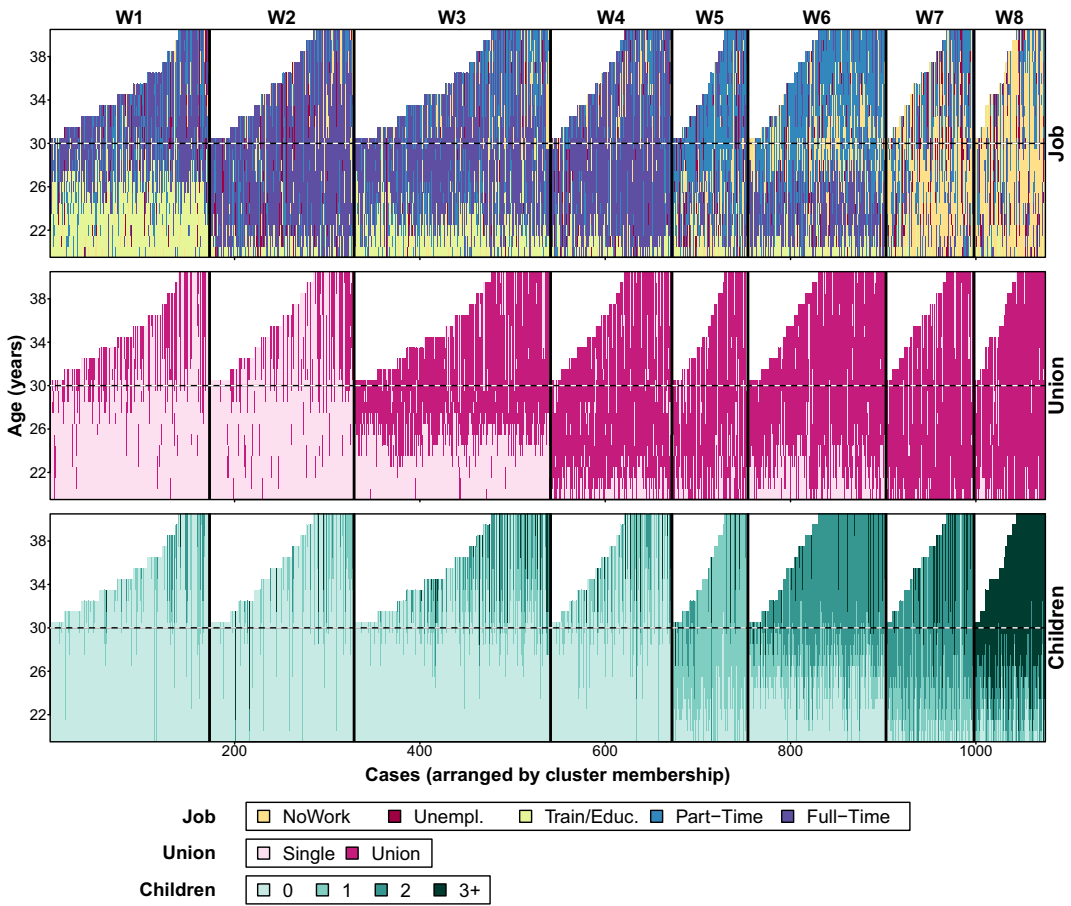 W1 W2 W3 W4 W5 W6 W7 W8
38
34
30
26
22
Job
38
34
30
26
22
Union
Age (years)
38
34
30
26
22
Children
200 400 600 800 1000
Cases (arranged by cluster membership)
Job NoWork Unempl. Train/Educ. Part−Time Full−Time
Union Single Union
Children 0 1 2 3+